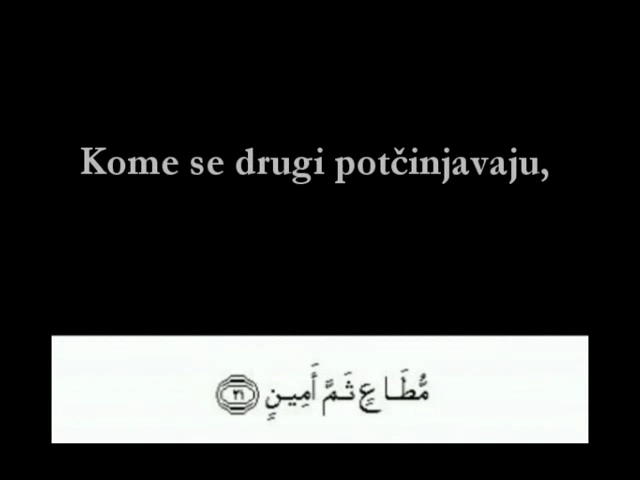 Kome se drugi potčinjavaju,
مُّطَاعٍ ثَمَّ أَمِينٍ ٢١